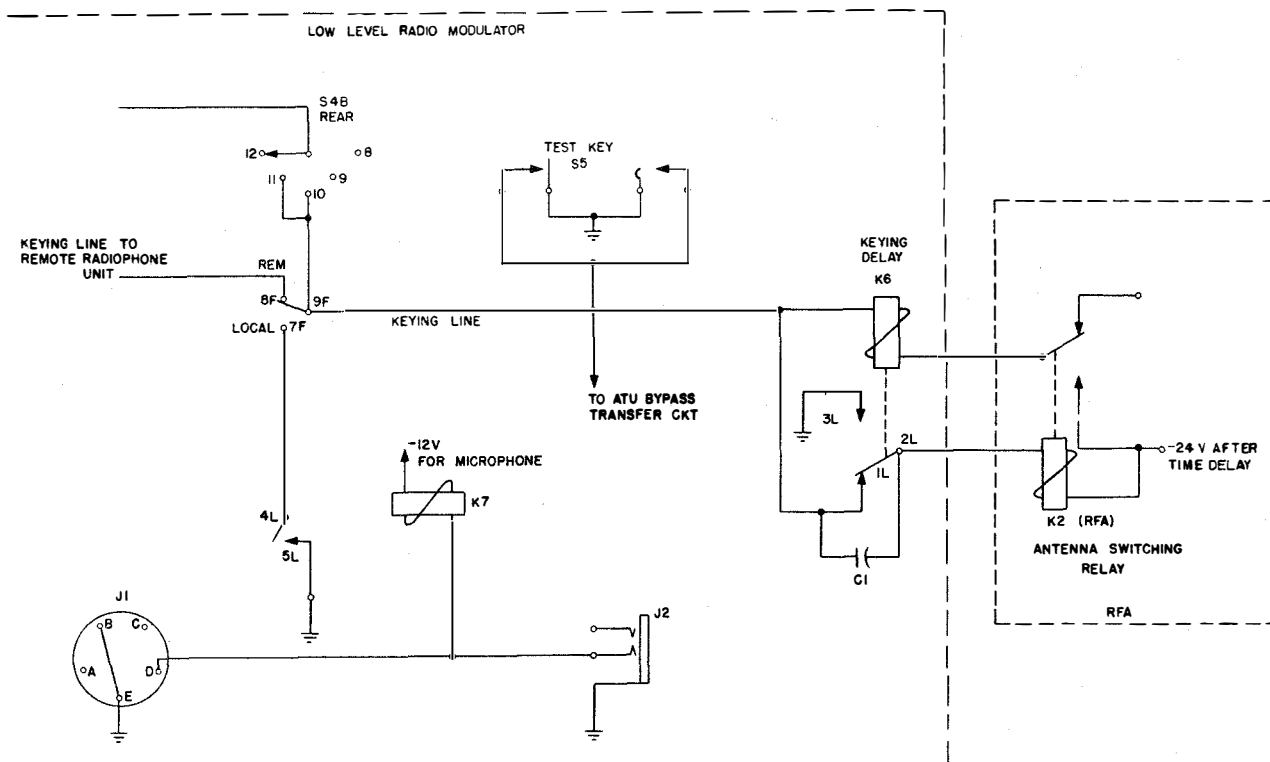 LOW LEVEL RADIO MODULATOR
S4B
REAR
12
8
11
9
10
TEST KEY
S5
KEYING LINE TO
REMOTE RADIOPHONE
UNIT
REM
8F
9F
LOCAL
7F
KEYING LINE
KEYING
DELAY
K6
TO ATU BYPASS
TRANSFER CKT
3L
2L
1L
-24 V AFTER
TIME DELAY
-12V
FOR MICROPHONE
K7
K2 (RFA)
ANTENNA SWITCHING
RELAY
C1
4L
5L
RFA
J1
J2
B
C
A
D
E